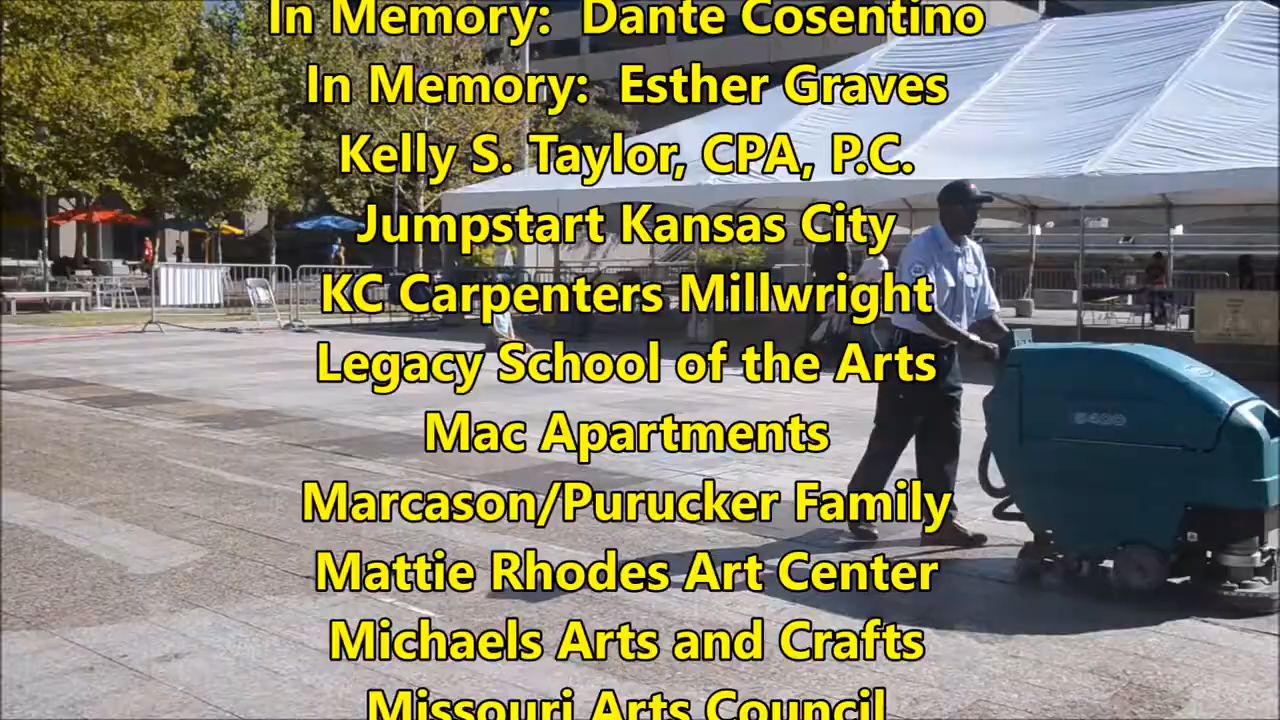 In Memory:  Dante Cosentino
In Memory:  Esther Graves
Kelly S. Taylor, CPA, P.C.
Jumpstart Kansas City
KC Carpenters Millwright
Legacy School of the Arts
Mac Apartments
Marcason/Purucker Family
Mattie Rhodes Art Center
Michaels Arts and Crafts
Missouri Arts Council
5400